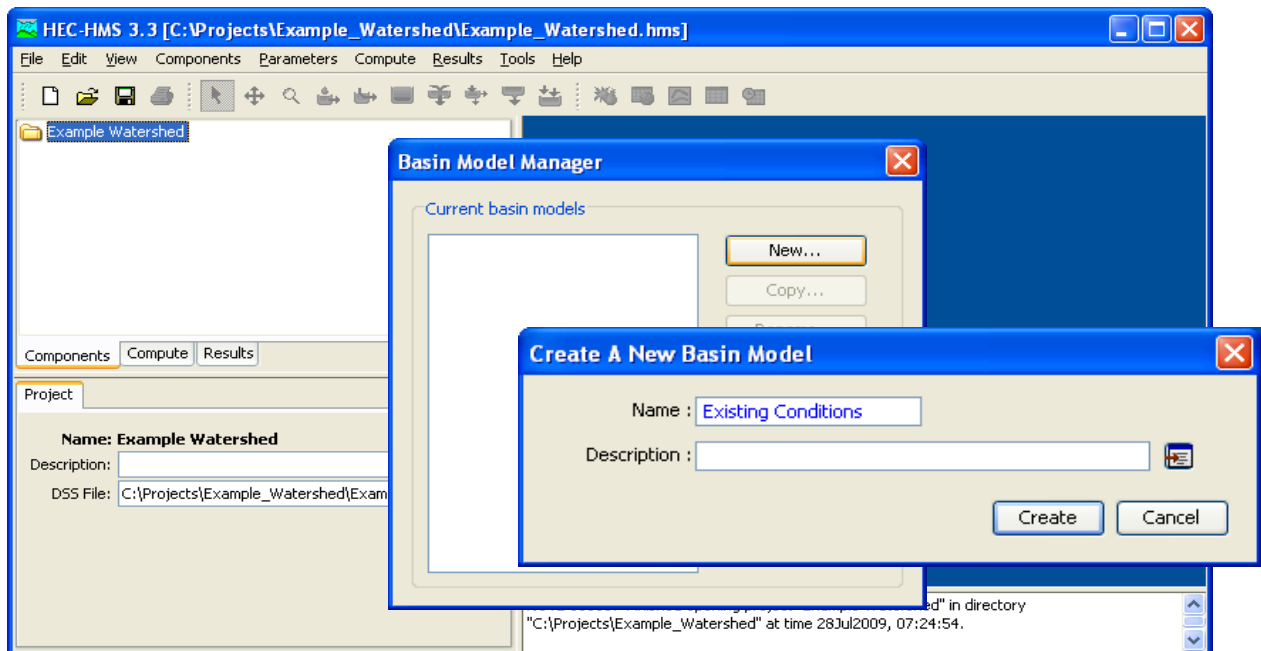 HEC-HMS 3.3 [C:\Projects\Example_Watershed\Example_Watershed.hms]
File Edit View Components Parameters Compute Results Tools Help
Example Watershed
Basin Model Manager
Current basin models
New...
Copy...
Components Compute Results
Create A New Basin Model
Name : Existing Conditions
Description :
Create Cancel
Project
Name: Example Watershed
Description:
DSS File: C:\Projects\Example_Watershed\Exam
in directory
"C:\Projects\Example_Watershed" at time 28Jul2009, 07:24:54.